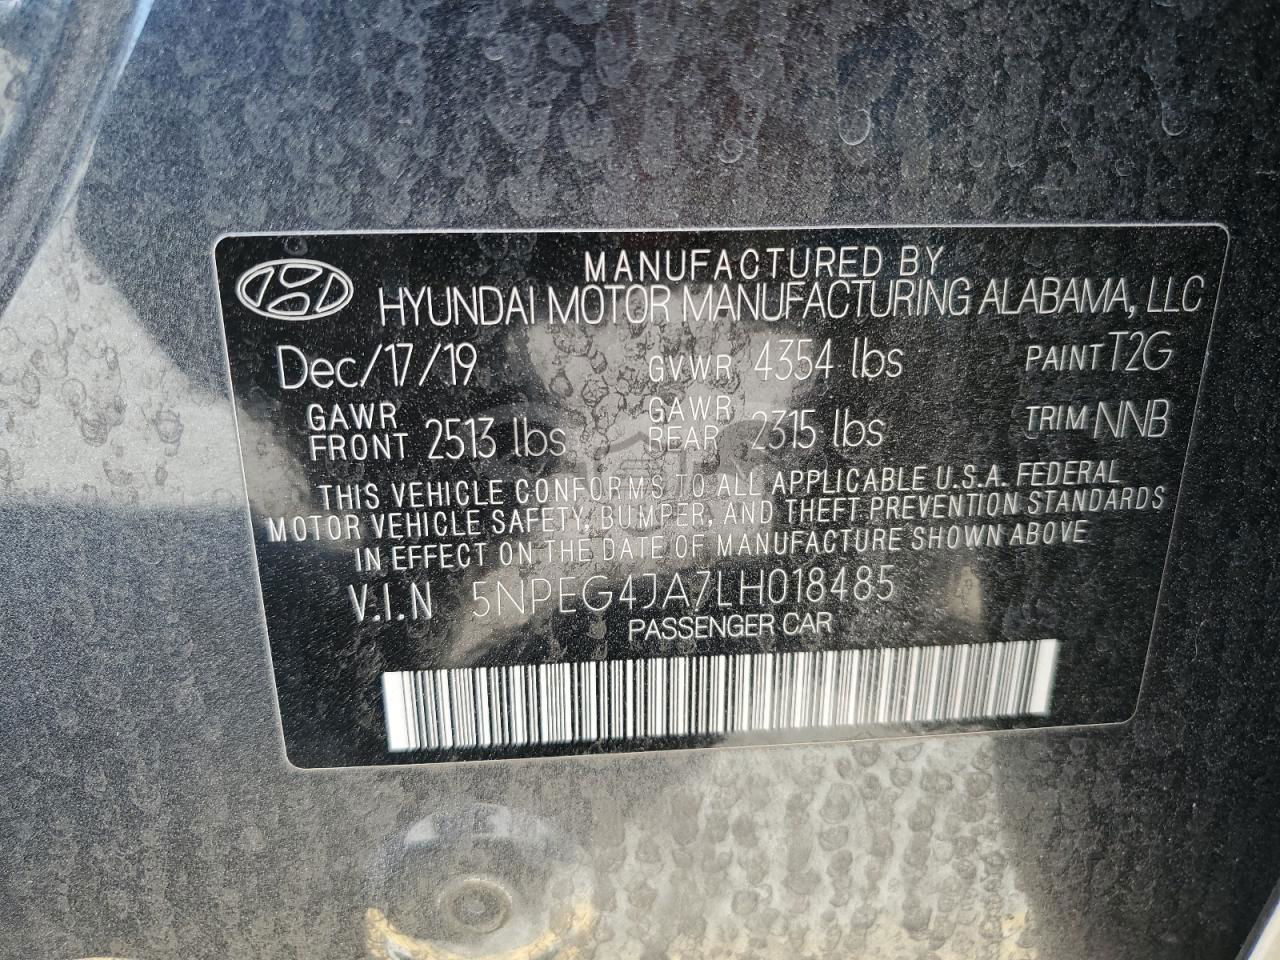 MANUFACTURED BY
HYUNDAI MOTOR MANUFACTURING ALABAMA, LLC
Dec/17/19 GVWR 4354 lbs PAINT T2G
GAWR FRONT 2513 lbs GAWR REAR 2315 lbs TRIM NNB
THIS VEHICLE CONFORMS TO ALL APPLICABLE U.S.A. FEDERAL
MOTOR VEHICLE SAFETY, BUMPER, AND THEFT PREVENTION STANDARDS
IN EFFECT ON THE DATE OF MANUFACTURE SHOWN ABOVE
V.I.N 5NPEG4JA7LH018485
PASSENGER CAR